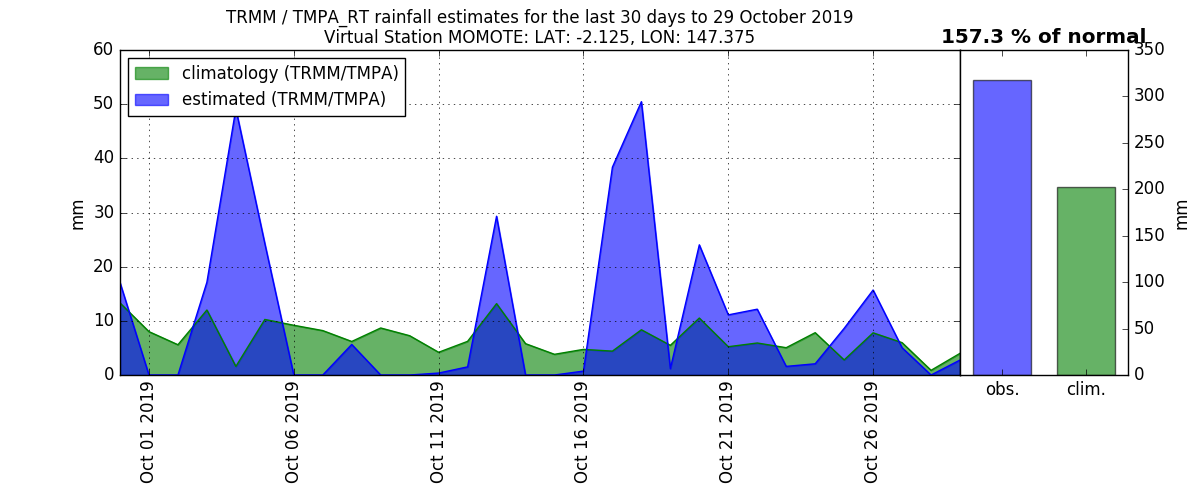 TRMM / TMPA_RT rainfall estimates for the last 30 days to 29 October 2019
Virtual Station MOMOTE: LAT: -2.125, LON: 147.375
157.3 % of normal
climatology (TRMM/TMPA)
estimated (TRMM/TMPA)
60
50
40
30
20
10
0
mm
Oct 01 2019
Oct 06 2019
Oct 11 2019
Oct 16 2019
Oct 21 2019
Oct 26 2019
350
300
250
200
150
100
50
0
mm
obs.
clim.